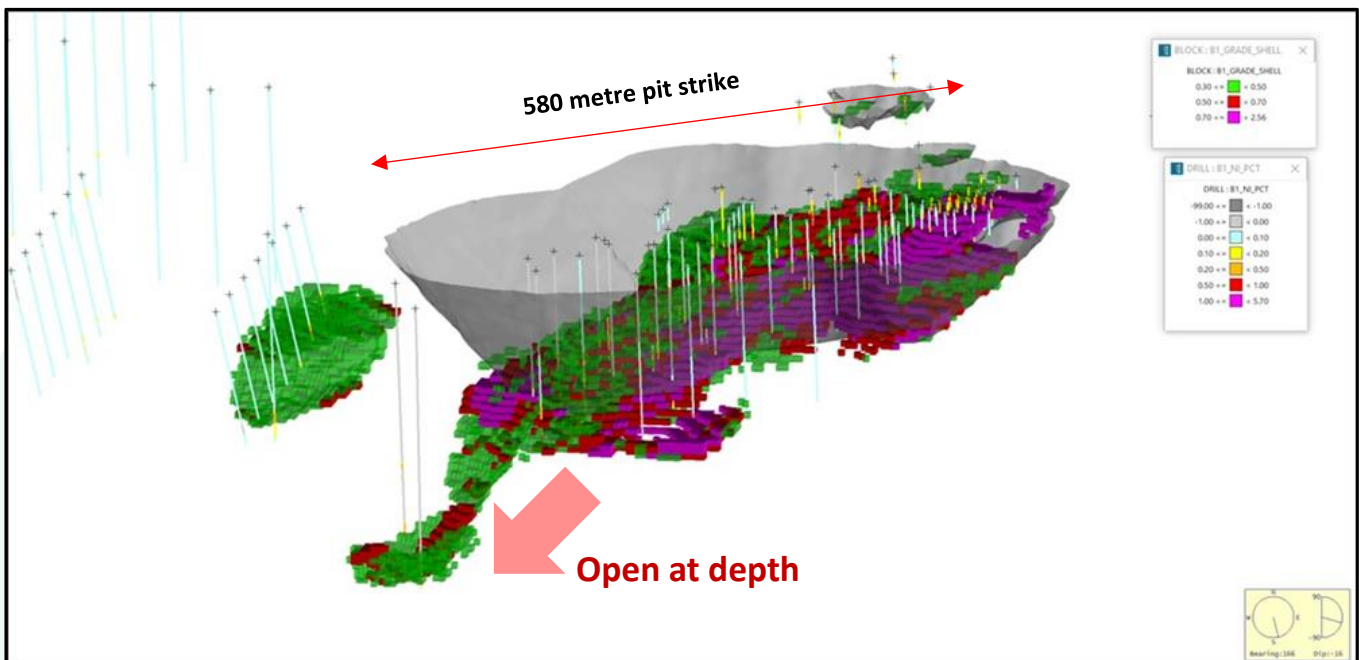 580 metre pit strike
BLOCK : B1_GRADE_SHELL
BLOCK : B1_GRADE_SHELL
0.30 <= < 0.50
0.50 <= < 0.70
0.70 <= < 2.56
DRILL : B1_NI_PCT
DRILL : B1_NI_PCT
-99.00 <= < -1.00
-1.00 <= < 0.00
0.00 <= < 0.10
0.10 <= < 0.20
0.20 <= < 0.50
0.50 <= < 1.00
1.00 <= < 5.70
Open at depth
N
W E
S
90
-90
Bearing:166 Dip:-16